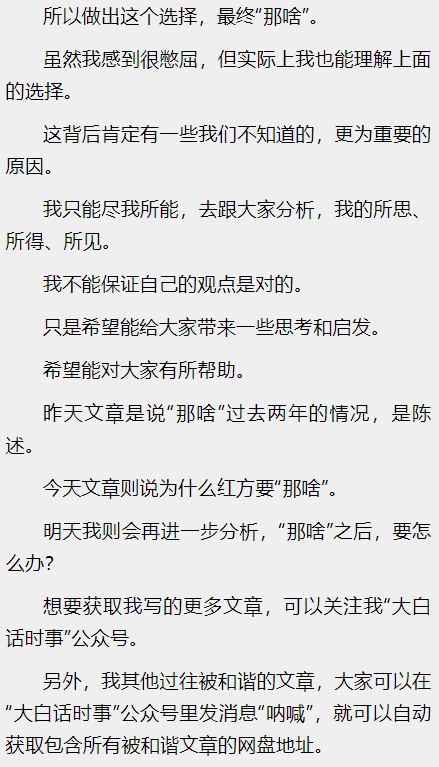 所以做出这个选择，最终“那啥”。
虽然我感到很憋屈，但实际上我也能理解上面
的选择。
这背后肯定有一些我们不知道的，更为重要的
原因。
我只能尽我所能，去跟大家分析，我的所思、
所得、所见。
我不能保证自己的观点是对的。
只是希望能给大家带来一些思考和启发。
希望能对大家有所帮助。
昨天文章是说“那啥”过去两年的情况，是陈
述。
今天文章则说为什么红方要“那啥”。
明天我则会再进一步分析，“那啥”之后，要怎
么办？
想要获取我写的更多文章，可以关注我“大白
话时事”公众号。
另外，我其他过往被和谐的文章，大家可以在
“大白话时事”公众号里发消息“呐喊”，就可以自动
获取包含所有被和谐文章的网盘地址。